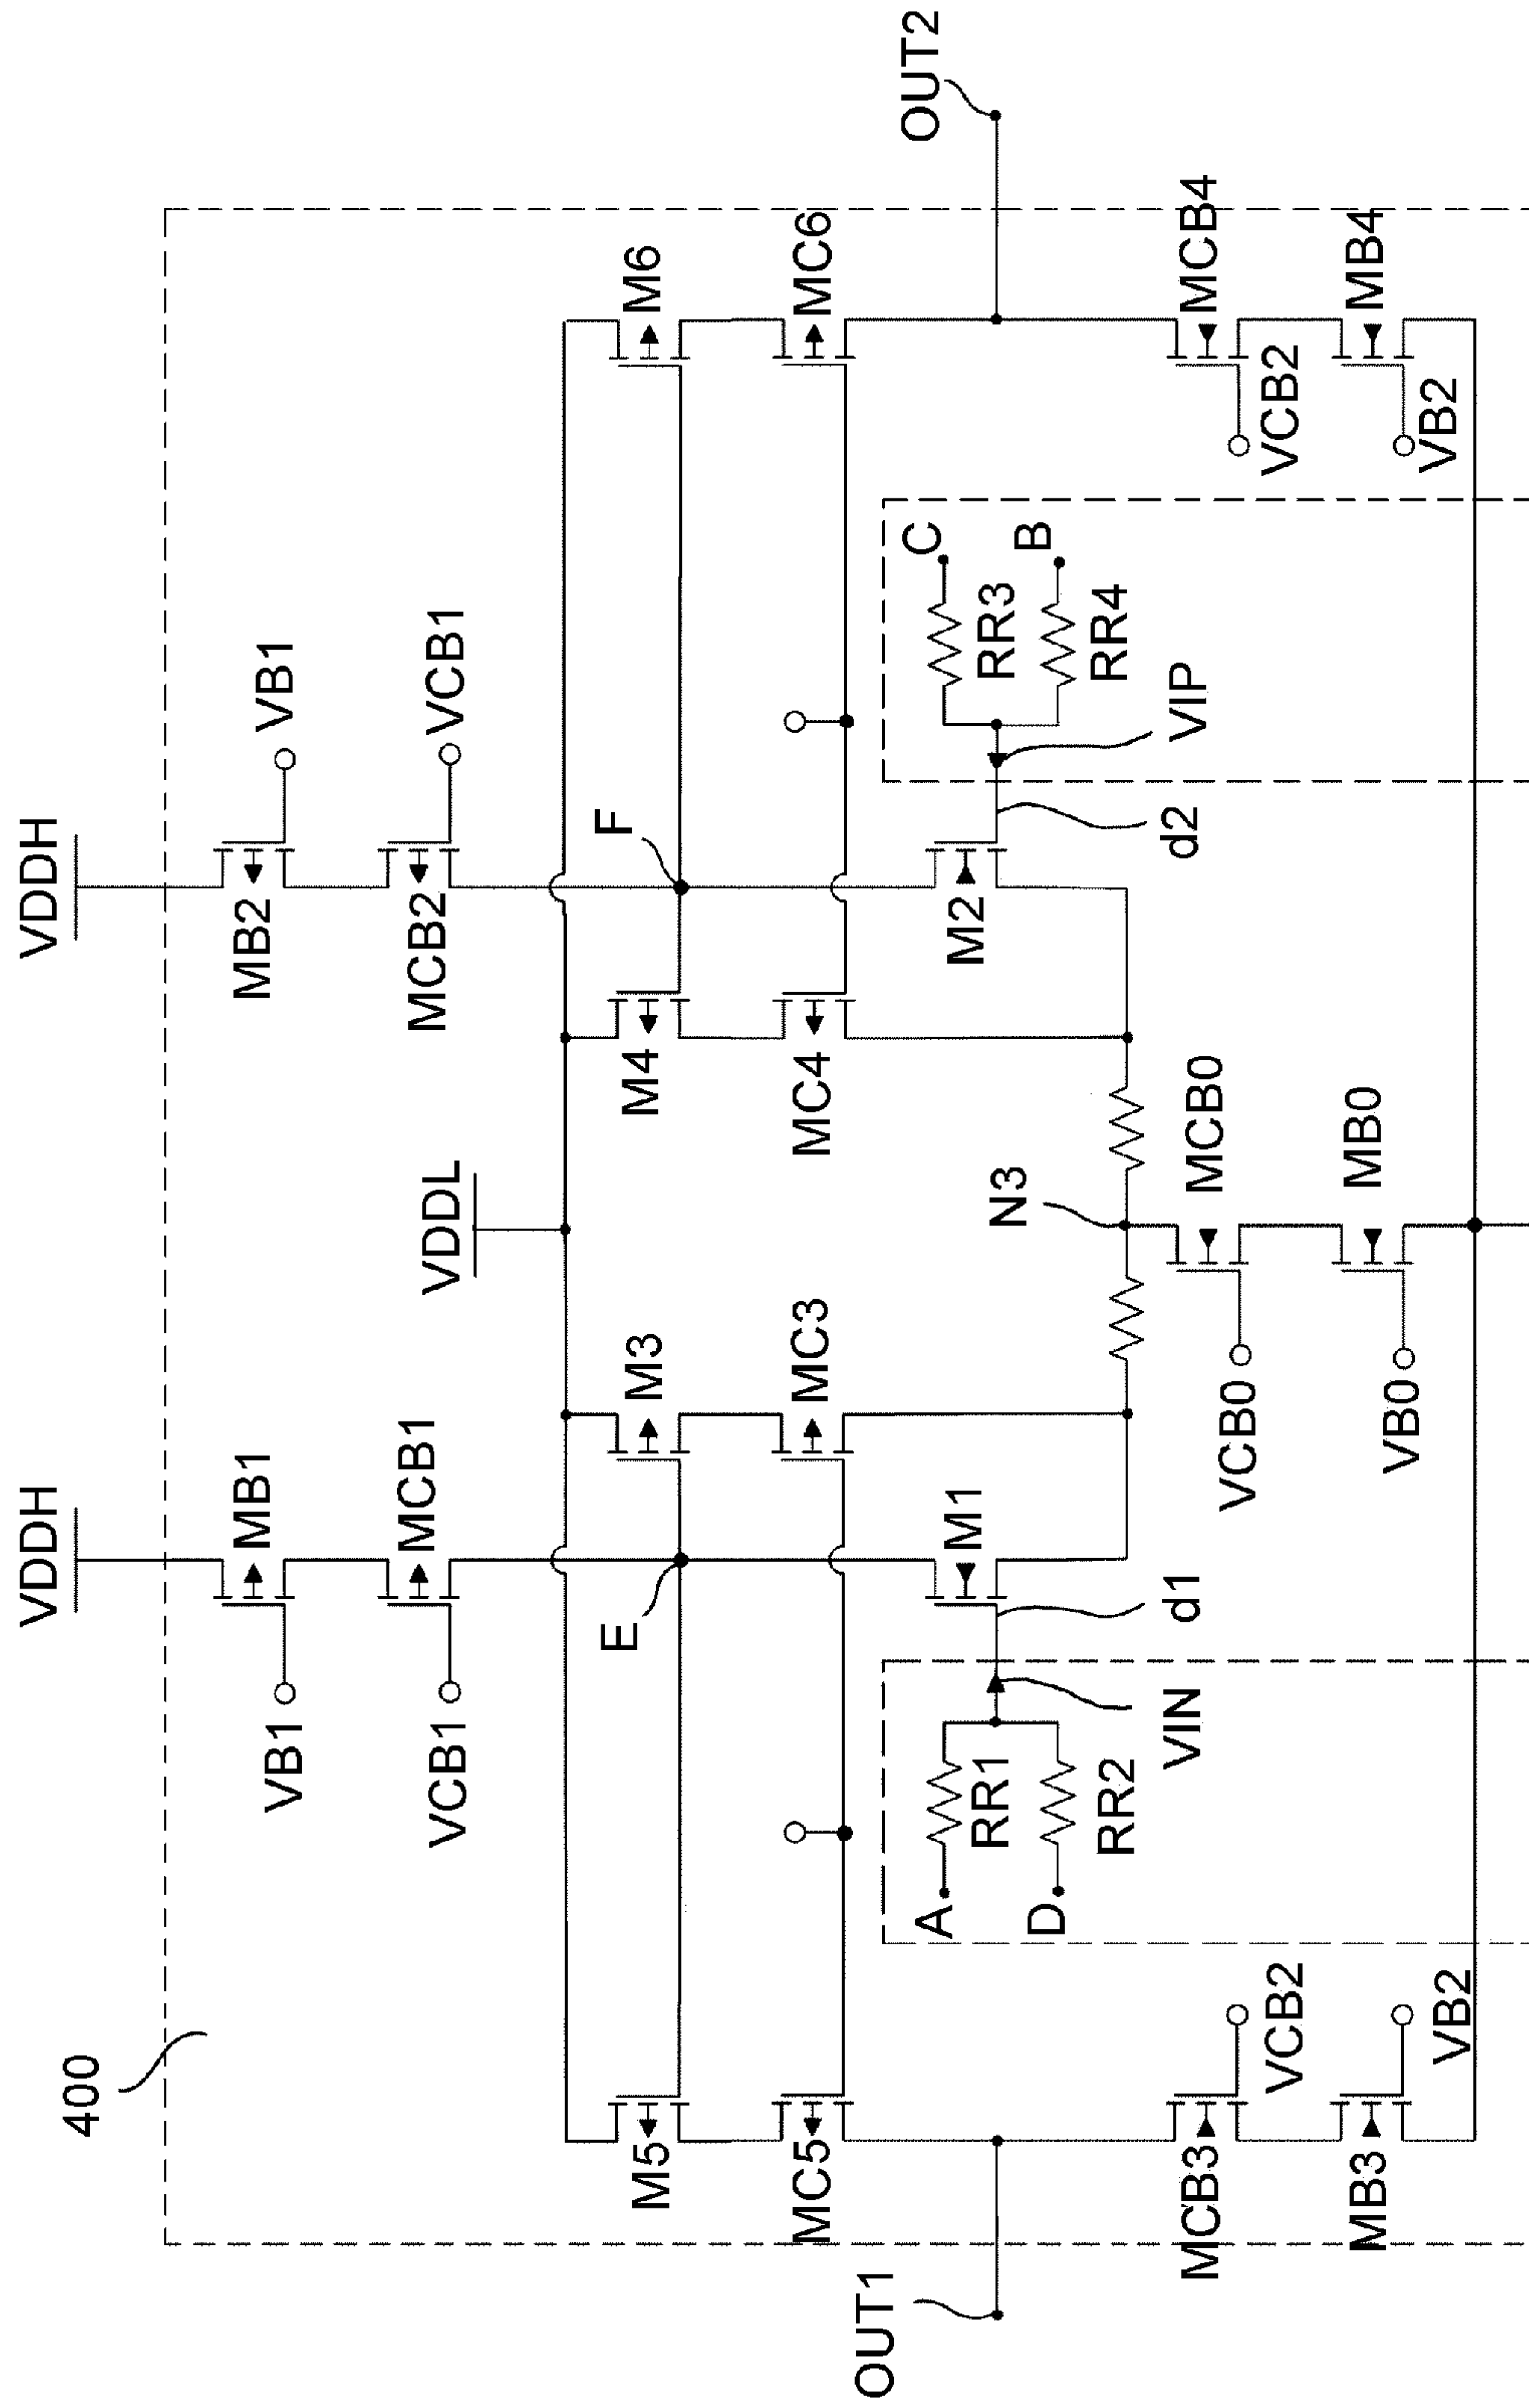 400
VDDH
VDDH
VDDL
VB1
MB1
MB2
VB1
VCB1
MCB1
MCB2
VCB1
E
F
M5
M3
M4
M6
MC5
MC3
MC4
MC6
OUT1
OUT2
A
RR1
D
RR2
VIN
d1
M1
M2
d2
VIP
C
RR3
B
RR4
N3
MCB3
VCB2
VCB0
MCB0
VCB2
MCB4
MB3
VB2
VB0
MB0
VB2
MB4